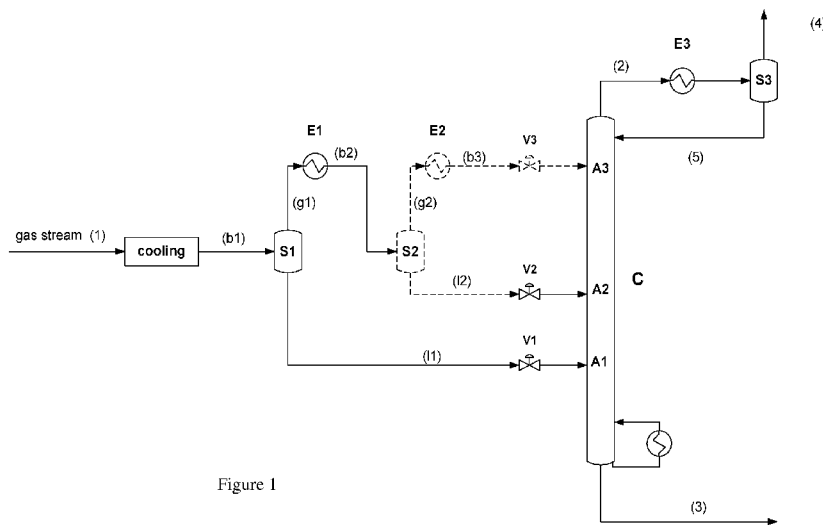 (4)
E3
(2)
S3
E1
E2
V3
(b2)
(b3)
(5)
A3
(g1)
(g2)
gas stream (1)
cooling
(b1)
S1
S2
V2
A2
C
(l2)
V1
(l1)
A1
Figure 1
(3)